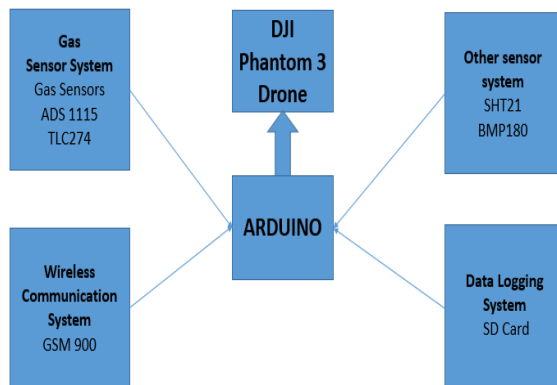 Gas
Sensor System
Gas Sensors
ADS 1115
TLC274
DJI
Phantom 3
Drone
Other sensor
system
SHT21
BMP180
ARDUINO
Wireless
Communication
System
GSM 900
Data Logging
System
SD Card